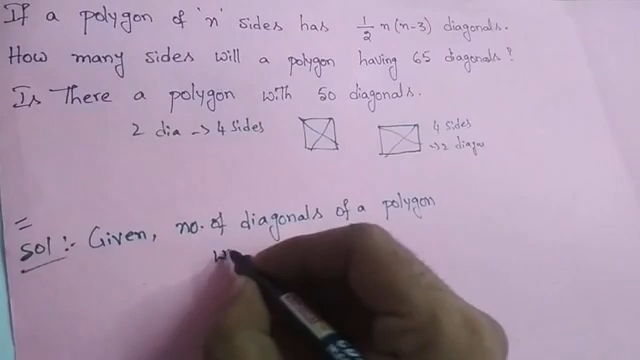 If a polygon of 'n' sides has 1/2 n (n-3) diagonals.
How many sides will a polygon having 65 diagonals?
Is There a polygon with 50 diagonals.
2 dia → 4 sides
4 sides
→ 2 diagon
Sol :- Given, no. of diagonals of a polygon
w